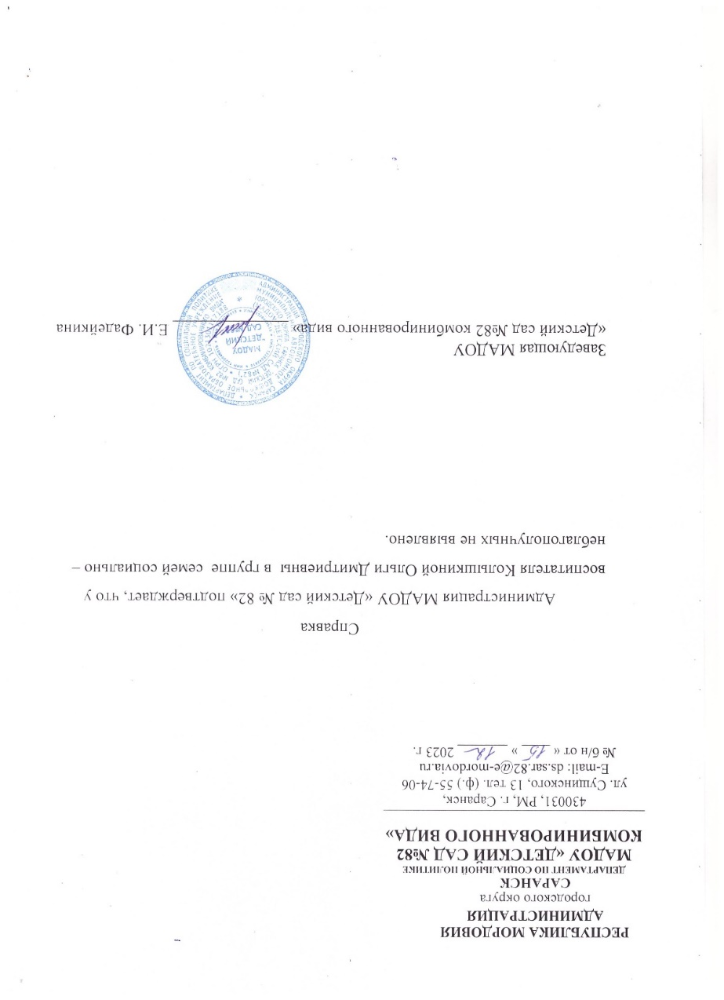 РЕСПУБЛИКА МОРДОВИЯ
АДМИНИСТРАЦИЯ
городского округа
САРАНСК
ДЕПАРТАМЕНТ ПО СОЦИАЛЬНОЙ ПОЛИТИКЕ
МАДОУ «ДЕТСКИЙ САД №82
КОМБИНИРОВАННОГО ВИДА»
430031, РМ, г. Саранск,
ул. Сущинского, 13 тел. (ф.) 55-74-06
E-mail: ds.sar.82@e-mordovia.ru
№ б/н от « 15 » 12 2023 г.
Справка
Администрация МАДОУ «Детский сад № 82» подтверждает, что у
воспитателя Колышкиной Ольги Дмитриевны в группе семей социально –
неблагополучных не выявлено.
Заведующая МАДОУ
«Детский сад №82 комбинированного вида» Е.И. Фадейкина
МАДОУ
"ДЕТСКИЙ